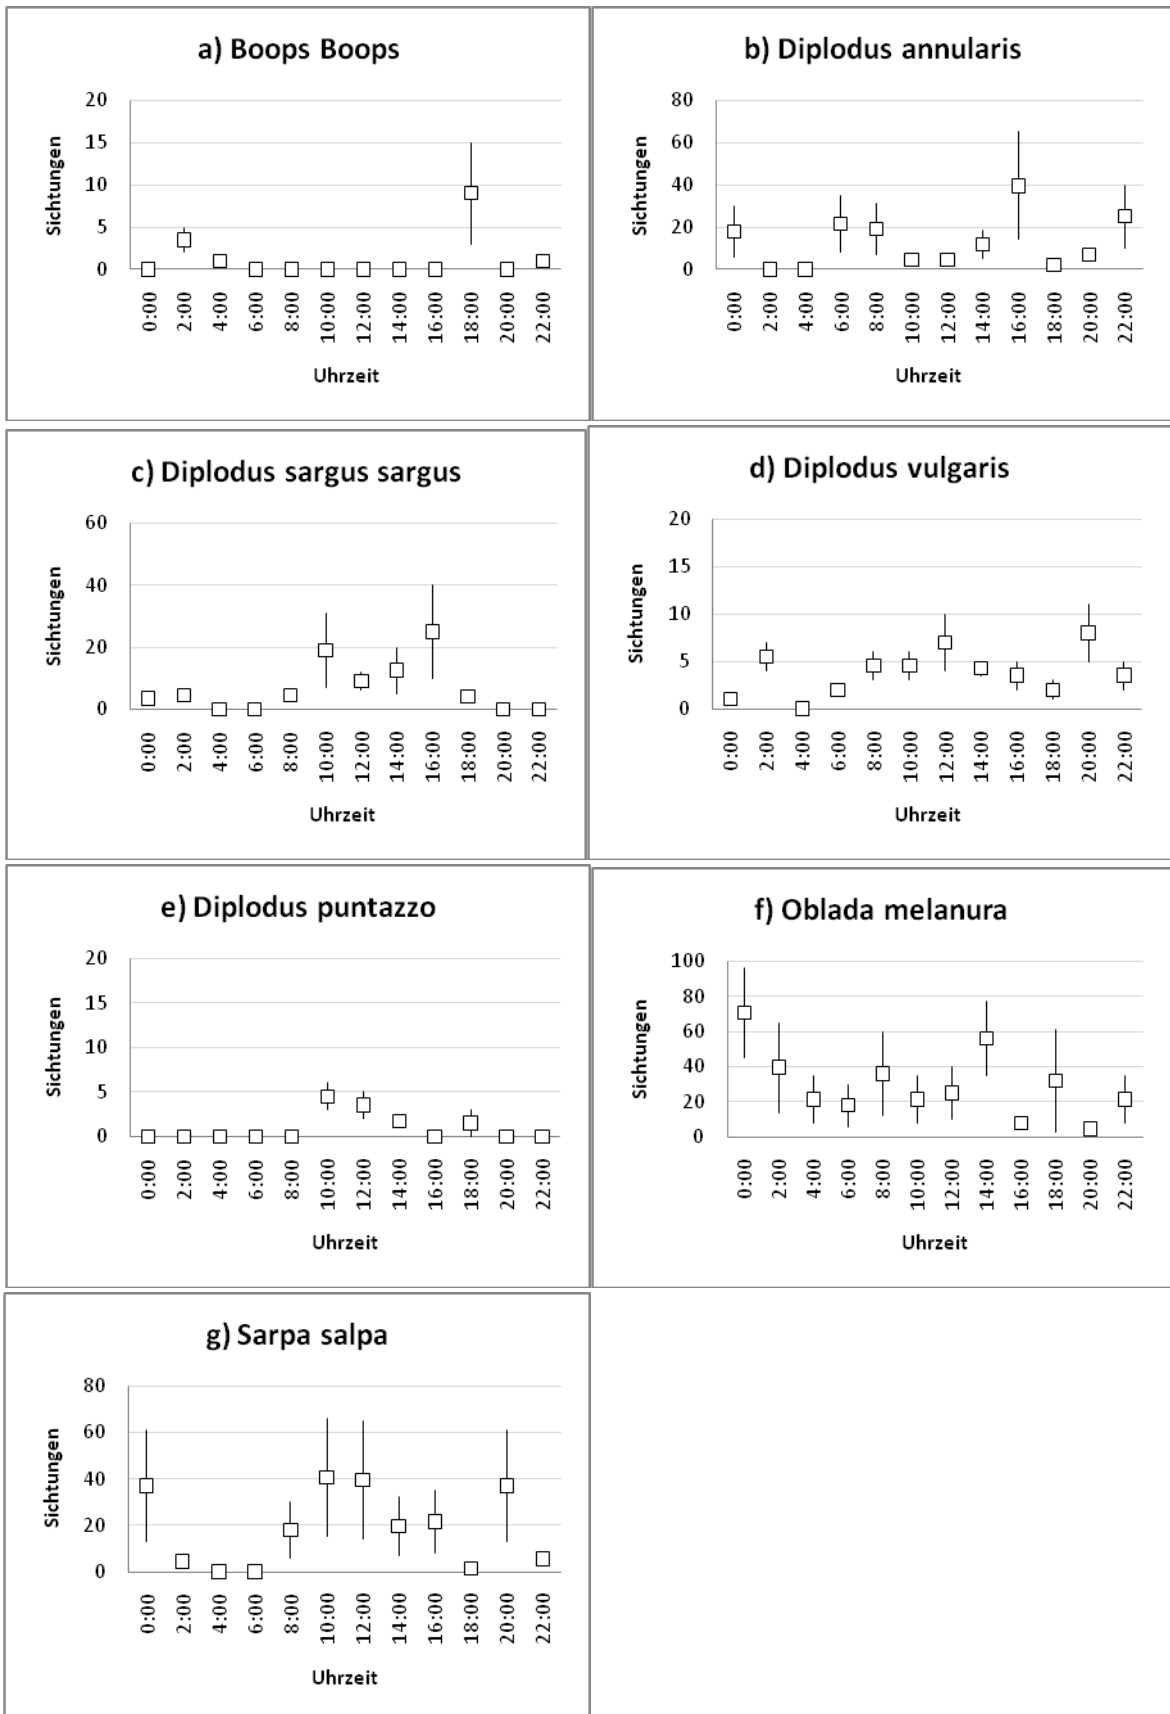 a) Boops Boops
20
15
10
5
0
Sichtungen
0:00 2:00 4:00 6:00 8:00 10:00 12:00 14:00 16:00 18:00 20:00 22:00
Uhrzeit
b) Diplodus annularis
80
60
40
20
0
Sichtungen
0:00 2:00 4:00 6:00 8:00 10:00 12:00 14:00 16:00 18:00 20:00 22:00
Uhrzeit
c) Diplodus sargus sargus
60
40
20
0
Sichtungen
0:00 2:00 4:00 6:00 8:00 10:00 12:00 14:00 16:00 18:00 20:00 22:00
Uhrzeit
d) Diplodus vulgaris
20
15
10
5
0
Sichtungen
0:00 2:00 4:00 6:00 8:00 10:00 12:00 14:00 16:00 18:00 20:00 22:00
Uhrzeit
e) Diplodus puntazzo
20
15
10
5
0
Sichtungen
0:00 2:00 4:00 6:00 8:00 10:00 12:00 14:00 16:00 18:00 20:00 22:00
Uhrzeit
f) Oblada melanura
100
80
60
40
20
0
Sichtungen
0:00 2:00 4:00 6:00 8:00 10:00 12:00 14:00 16:00 18:00 20:00 22:00
Uhrzeit
g) Sarpa salpa
80
60
40
20
0
Sichtungen
0:00 2:00 4:00 6:00 8:00 10:00 12:00 14:00 16:00 18:00 20:00 22:00
Uhrzeit